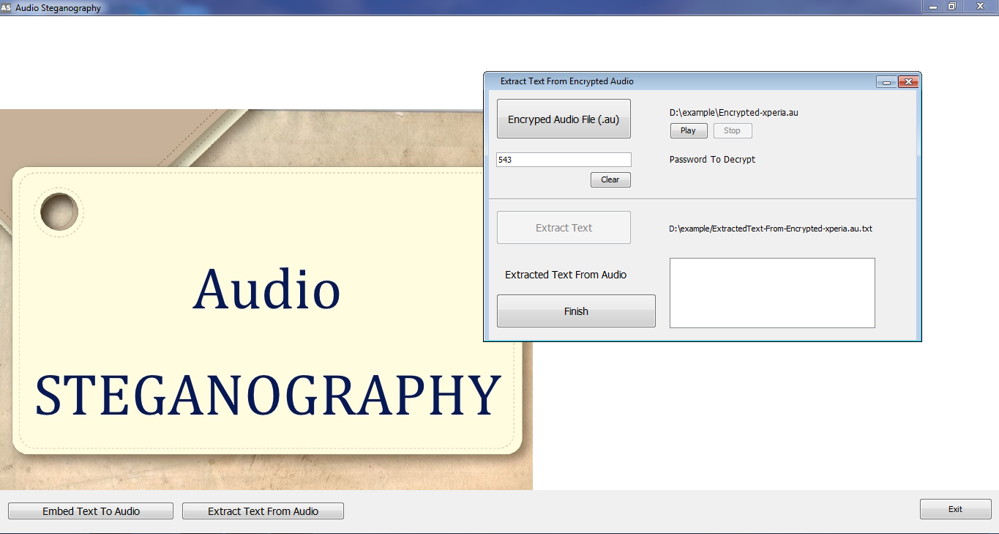 AS Audio Steganography
Extract Text From Encrypted Audio
Encryped Audio File (.au)
D:\example\Encrypted-xperia.au
Play Stop
543
Password To Decrypt
Clear
Extract Text
D:\example/ExtractedText-From-Encrypted-xperia.au.txt
Extracted Text From Audio
Finish
Audio
STEGANOGRAPHY
Embed Text To Audio
Extract Text From Audio
Exit